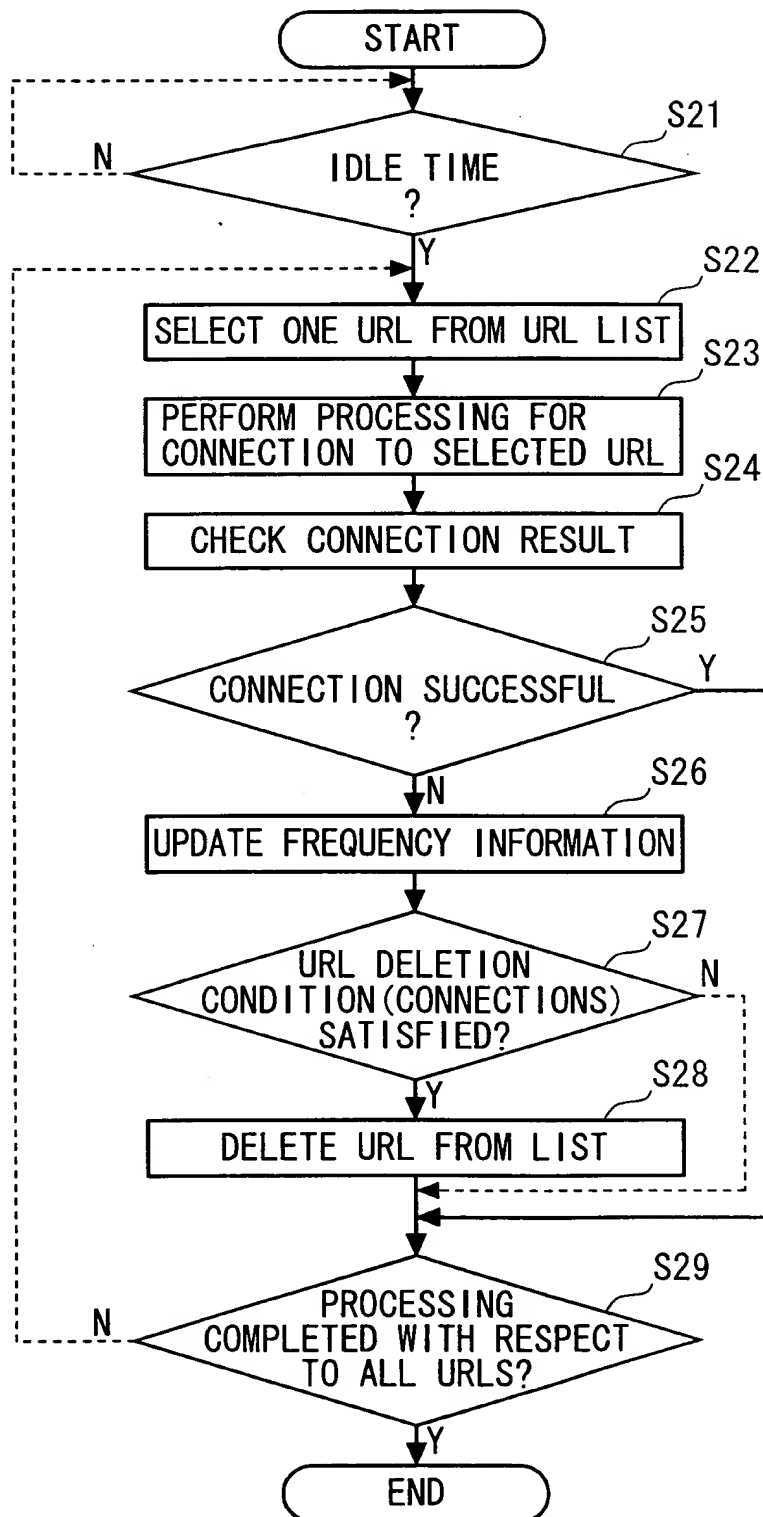 START
S21
N
IDLE TIME
?
Y
S22
SELECT ONE URL FROM URL LIST
S23
PERFORM PROCESSING FOR
CONNECTION TO SELECTED URL
S24
CHECK CONNECTION RESULT
S25
CONNECTION SUCCESSFUL
?
Y
N
S26
UPDATE FREQUENCY INFORMATION
S27
URL DELETION
CONDITION(CONNECTIONS)
SATISFIED?
N
Y
S28
DELETE URL FROM LIST
S29
PROCESSING
COMPLETED WITH RESPECT
TO ALL URLS?
N
Y
END